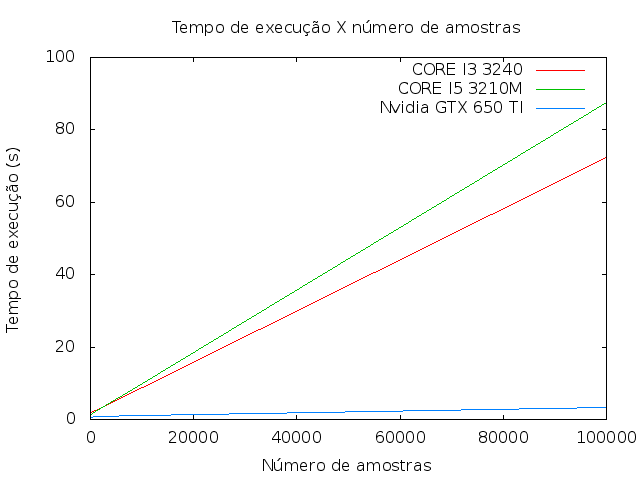 Tempo de execução X número de amostras
CORE I3 3240
CORE I5 3210M
Nvidia GTX 650 TI
Tempo de execução (s)
100
80
60
40
20
0
0 20000 40000 60000 80000 100000
Número de amostras